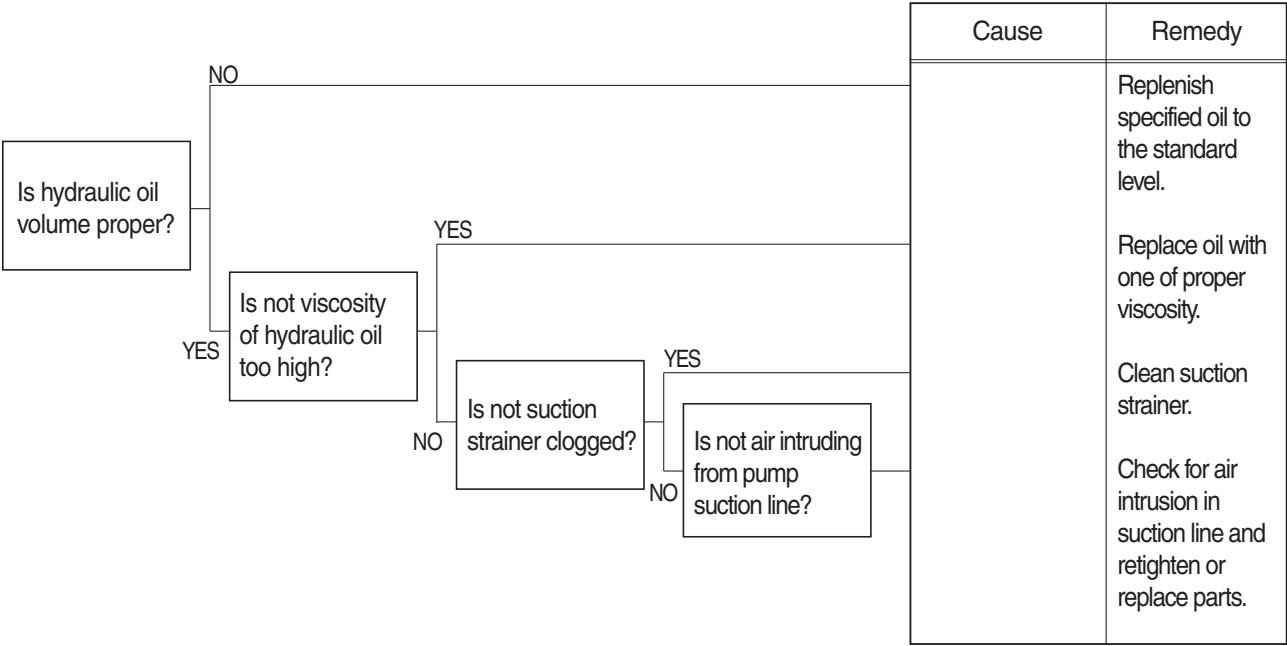 Cause
Remedy
NO
Is hydraulic oil
volume proper?
YES
Is not viscosity
of hydraulic oil
too high?
YES
NO
Is not suction
strainer clogged?
YES
NO
Is not air intruding
from pump
suction line?
Replenish
specified oil to
the standard
level.
Replace oil with
one of proper
viscosity.
Clean suction
strainer.
Check for air
intrusion in
suction line and
retighten or
replace parts.